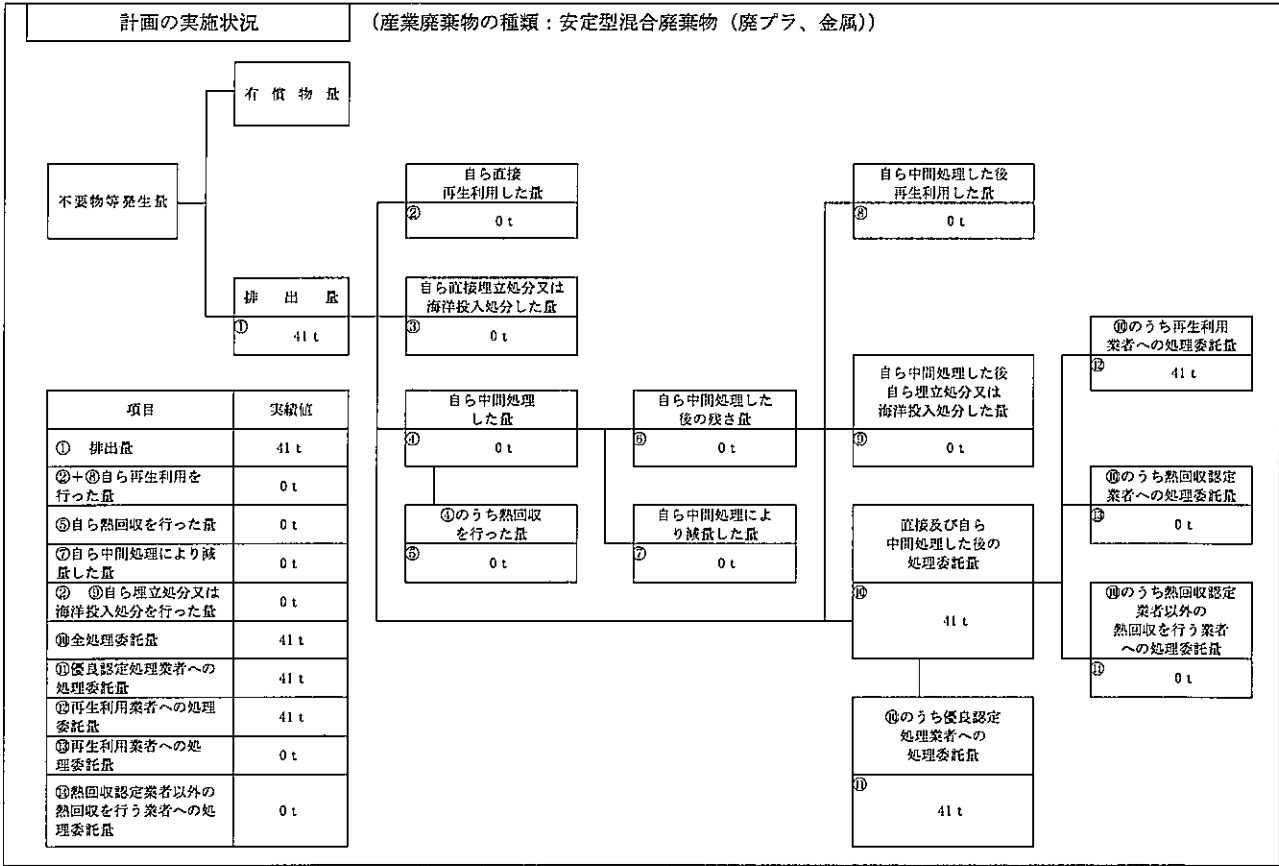 計画の実施状況
(産業廃棄物の種類：安定型混合廃棄物（廃プラ、金属））
有償物量
不要物等発生量
自ら直接
再生利用した量
②
0 t
自ら中間処理した後
再生利用した量
⑧
0 t
排出量
①
41 t
自ら直接埋立処分又は
海洋投入処分した量
③
0 t
⑩のうち再生利用
業者への処理委託量
⑫
41 t
自ら中間処理
した量
④
0 t
自ら中間処理した
後の残さ量
⑥
0 t
自ら中間処理した後
自ら埋立処分又は
海洋投入処分した量
⑨
0 t
⑩のうち熱回収認定
業者への処理委託量
⑬
0 t
④のうち熱回収
を行った量
⑤
0 t
自ら中間処理によ
り減量した量
⑦
0 t
直接及び自ら
中間処理した後の
処理委託量
⑩
41 t
⑩のうち熱回収認定
業者以外の
熱回収を行う業者
への処理委託量
0 t
⑩のうち優良認定
処理業者への
処理委託量
⑪
41 t
項目 実績値
① 排出量 41 t
②＋⑧自ら再生利用を
行った量
0 t
⑤自ら熱回収を行った量 0 t
⑦自ら中間処理により減
量した量
0 t
② ⑨自ら埋立処分又は
海洋投入処分を行った量
0 t
⑩全処理委託量 41 t
⑪優良認定処理業者への
処理委託量
41 t
⑫再生利用業者への処理
委託量
41 t
⑬再生利用業者への処
理委託量
0 t
熱回収認定業者以外の
熱回収を行う業者への処
理委託量
0 t